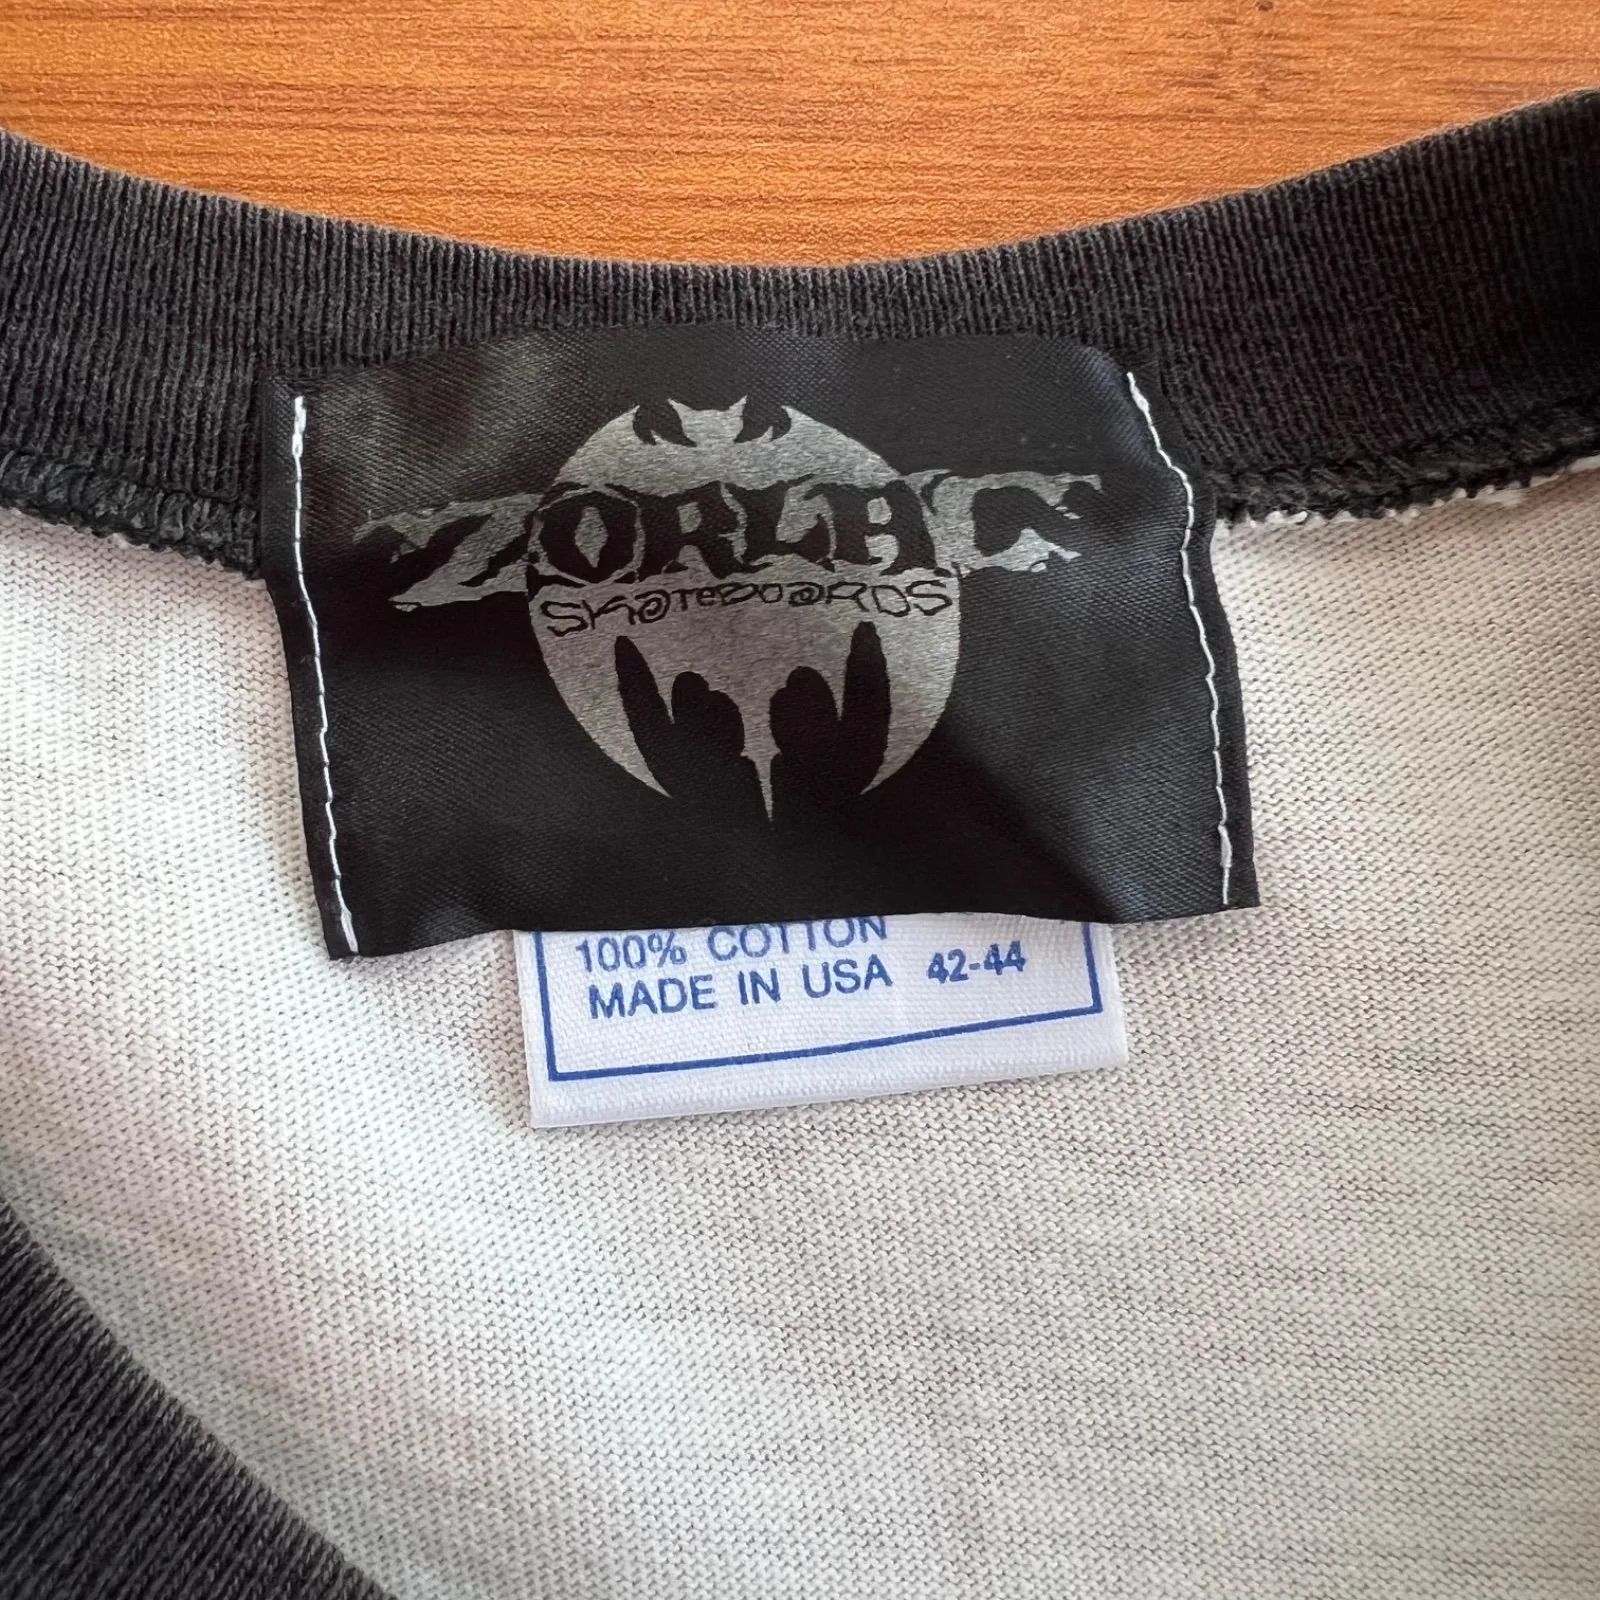 ZORLAC
SKateBoaRDS
100% COTTON
MADE IN USA 42-44